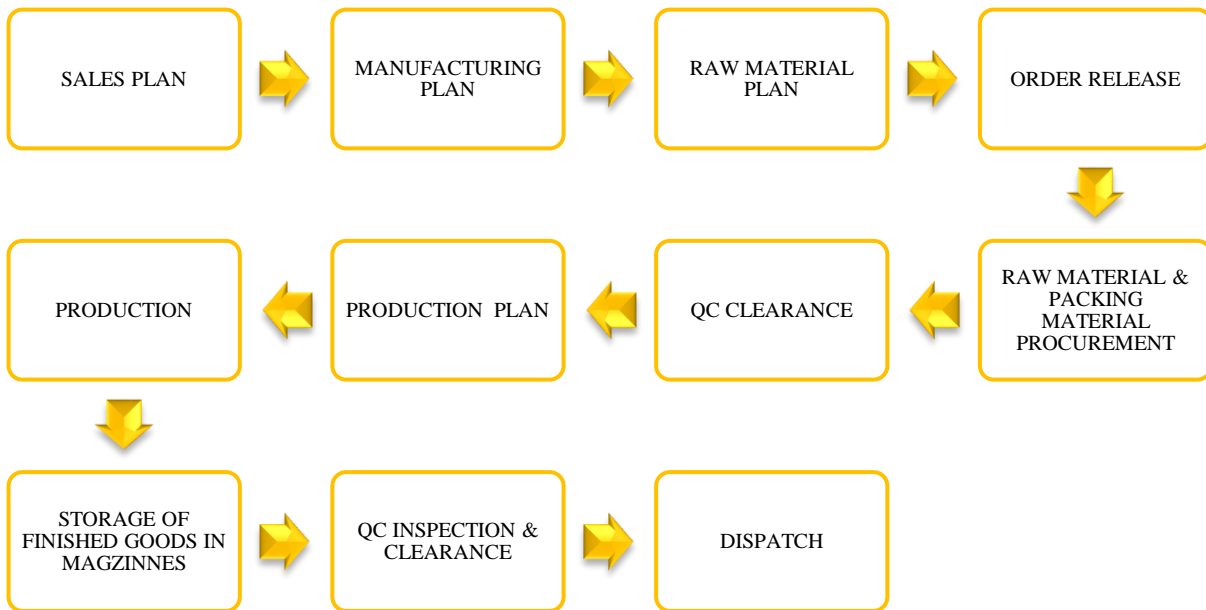 SALES PLAN
MANUFACTURING
PLAN
RAW MATERIAL
PLAN
ORDER RELEASE
RAW MATERIAL &
PACKING
MATERIAL
PROCUREMENT
QC CLEARANCE
PRODUCTION PLAN
PRODUCTION
STORAGE OF
FINISHED GOODS IN
MAGZINNES
QC INSPECTION &
CLEARANCE
DISPATCH